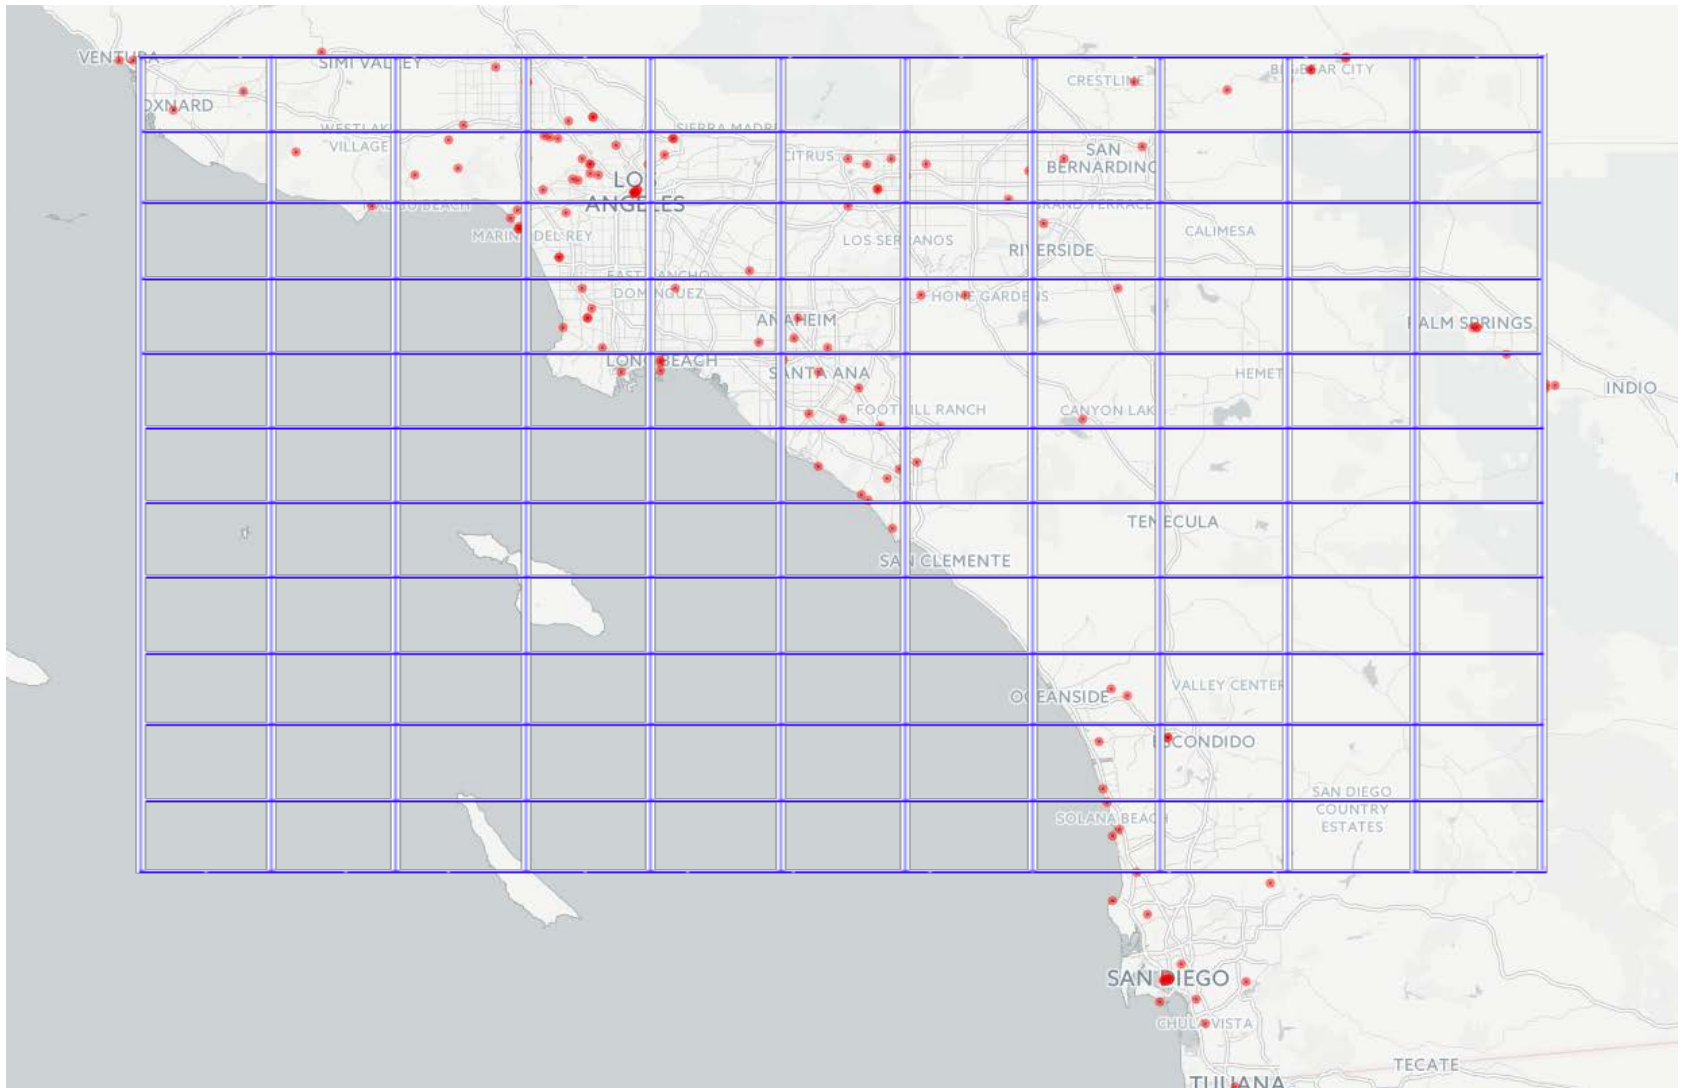 VENTURA
SIMI VALLEY
CRESTLINE
BIG BEAR CITY
OXNARD
WESTLAKE
VILLAGE
SIERRA MADRE
CITRUS
SAN
BERNARDINO
LOS
ANGELES
MALIBU BEACH
GRAND TERRACE
MARINA DEL REY
LOS SERRANOS
RIVERSIDE
CALIMESA
EAST RANCHO
DOMINGUEZ
HOME GARDENS
ANAHEIM
PALM SPRINGS
LONG BEACH
SANTA ANA
HEMET
INDIO
FOOTHILL RANCH
CANYON LAK
TEMECULA
SAN CLEMENTE
OCEANSIDE
VALLEY CENTER
ESCONDIDO
SAN DIEGO
COUNTRY
ESTATES
SOLANA BEACH
SAN DIEGO
CHULA VISTA
TECATE
TIJUANA